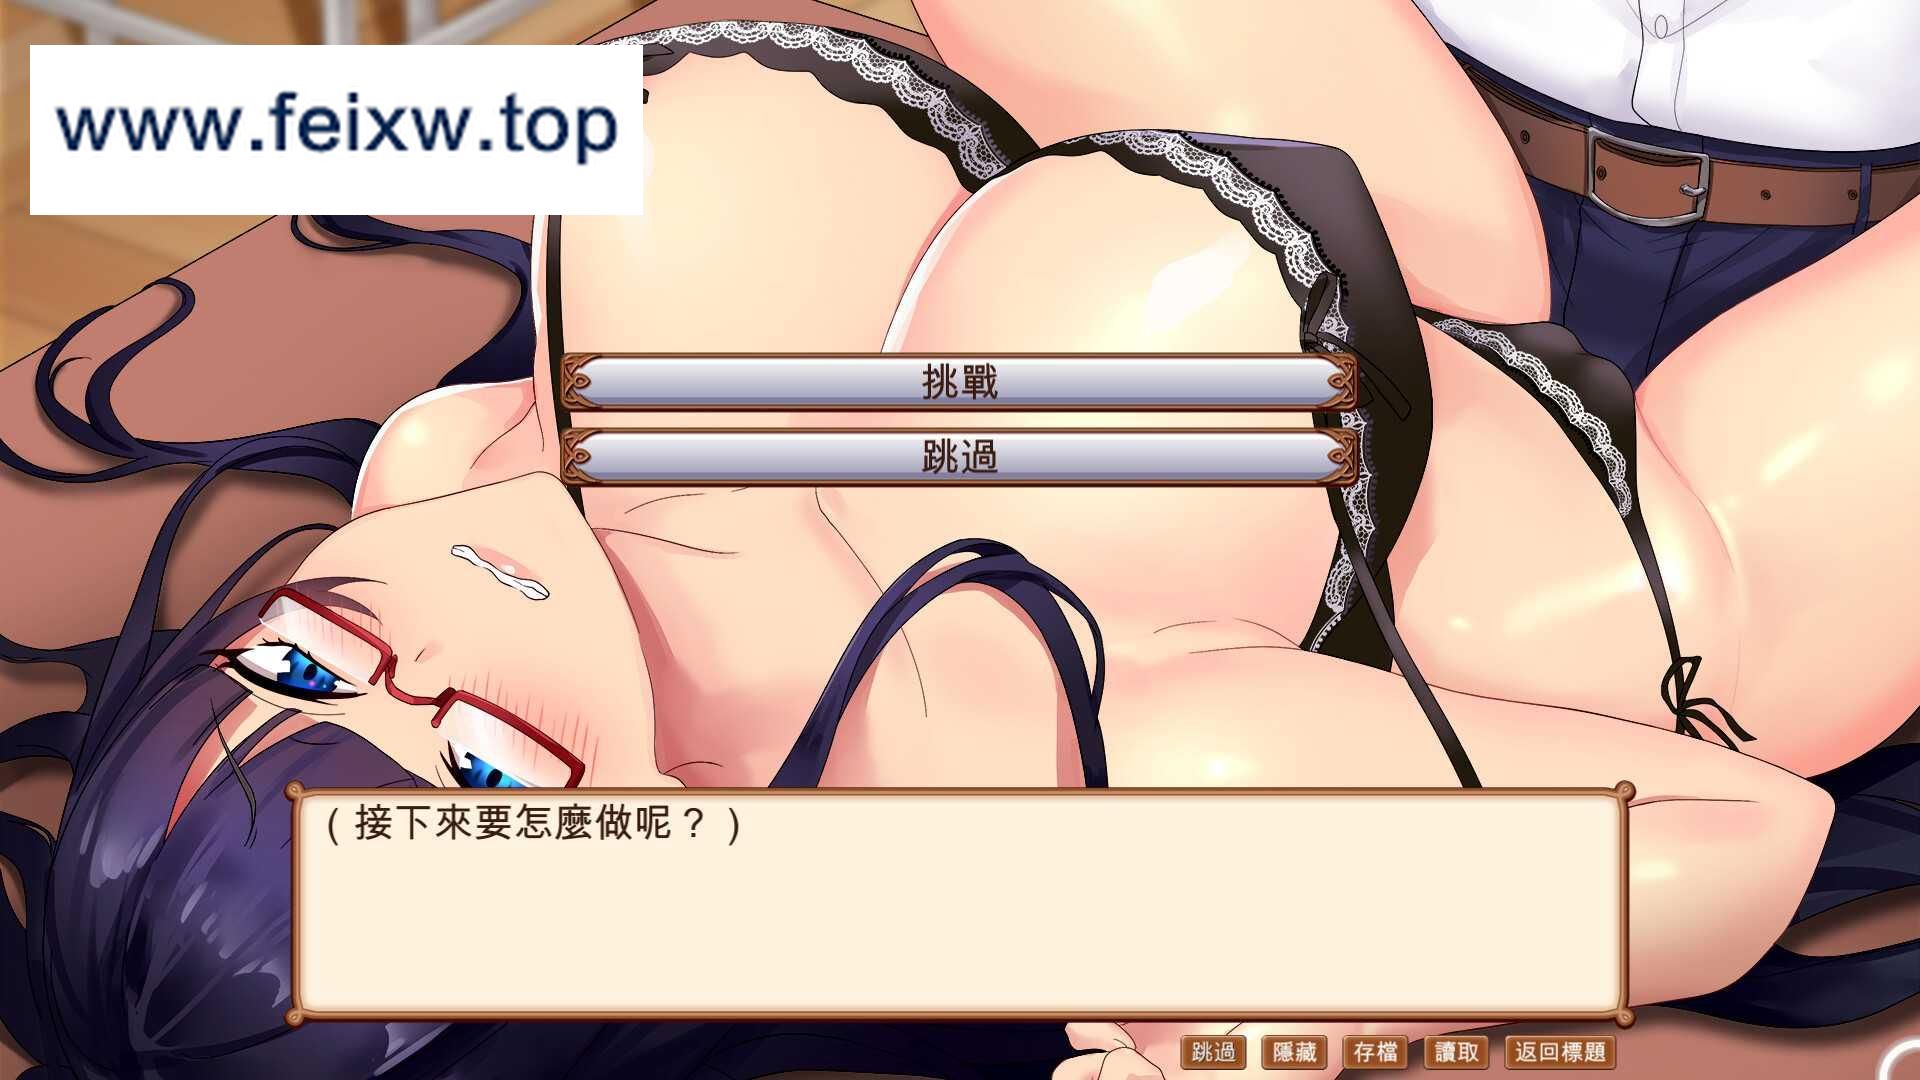 www.feixw.top
挑戰
跳過
（接下來要怎麼做呢？）
跳過 隱藏 存檔 讀取 返回標題